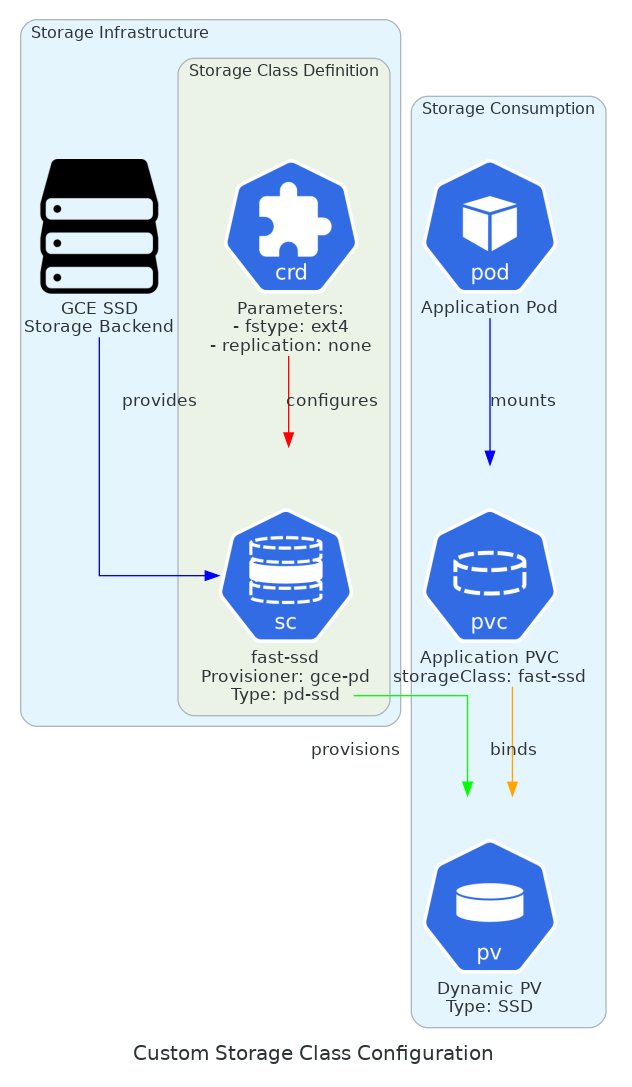 Storage Infrastructure
Storage Class Definition
Storage Consumption
crd
pod
GCE SSD
Storage Backend
Parameters:
- fstype: ext4
- replication: none
Application Pod
provides
configures
mounts
sc
pvc
fast-ssd
Provisioner: gce-pd
Type: pd-ssd
Application PVC
storageClass: fast-ssd
provisions
binds
pv
Dynamic PV
Type: SSD
Custom Storage Class Configuration